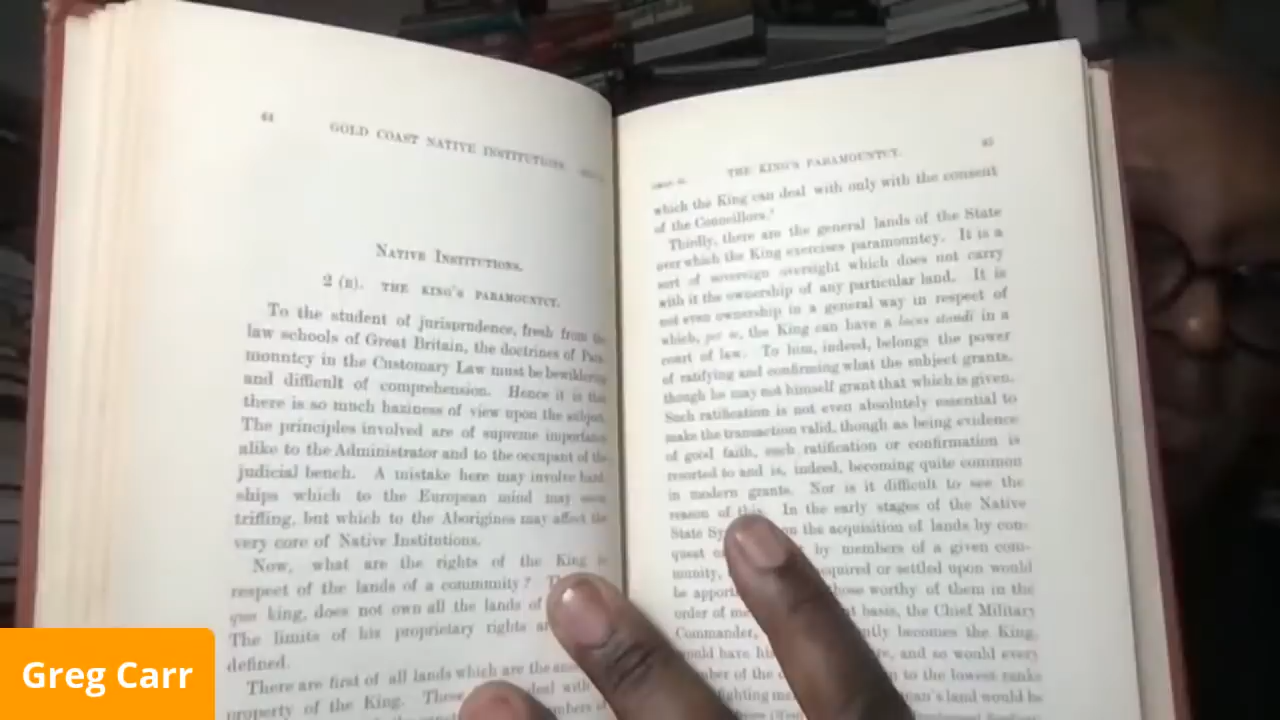 44
GOLD COAST NATIVE INSTITUTIONS
NATIVE INSTITUTIONS.
2 (B). THE KING'S PARAMOUNTCY.
To the student of jurisprudence, fresh from the
law schools of Great Britain, the doctrines of Para
mountcy in the Customary Law must be bewildering
and difficult of comprehension. Hence it is that
there is so much haziness of view upon the subject.
The principles involved are of supreme importance
alike to the Administrator and to the occupant of the
judicial bench. A mistake here may involve hard
ships which to the European mind may seem
trifling, but which to the Aborigines may affect the
very core of Native Institutions.
Now, what are the rights of the King in
respect of the lands of a community?
qua king, does not own all the lands of
The limits of his proprietary rights
defined.
There are first of all lands which are the
property of the King.
THE KING'S PARAMOUNTCY.
45
which the King can deal with only with the consent
of the Councillors.
Thirdly, there are the general lands of the State
over which the King exercises paramountcy. It is a
sort of sovereign oversight which does not carry
with it the ownership of any particular land. It is
not even ownership in a general way in respect of
which, per se, the King can have a locus standi in a
court of law. To him, indeed, belongs the power
of ratifying and confirming what the subject grants,
though he may not himself grant that which is given.
Such ratification is not even absolutely essential to
make the transaction valid, though as being evidence
of good faith, such ratification or confirmation is
resorted to and is, indeed, becoming quite common
in modern grants. Nor is it difficult to see the
reason of this. In the early stages of the Native
State the acquisition of lands by con-
quest by members of a given com-
munity, acquired or settled upon would
be those worthy of them in the
order of basis, the Chief Military
Commander, becomes the King,
would have and so would every
of the to the lowest ranks
fighting land would be
Greg Carr